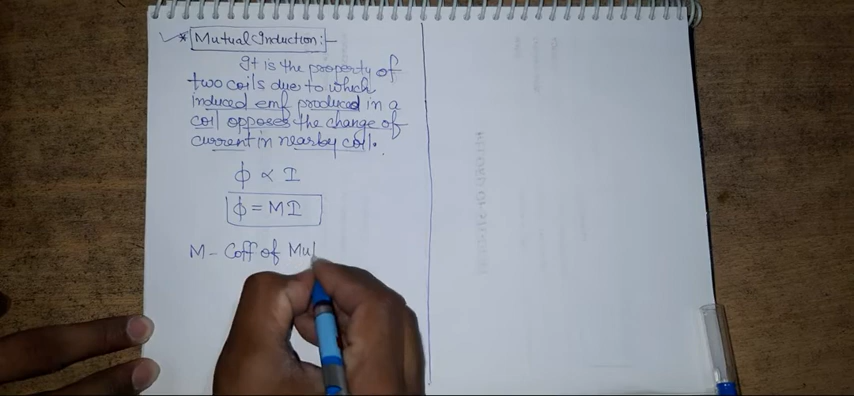 * Mutual Induction:-
It is the property of
two coils due to which
induced emf produced in a
coil opposes the change of
current in nearby coil.
ϕ ∝ I
ϕ = MI
M - Coff of Mul